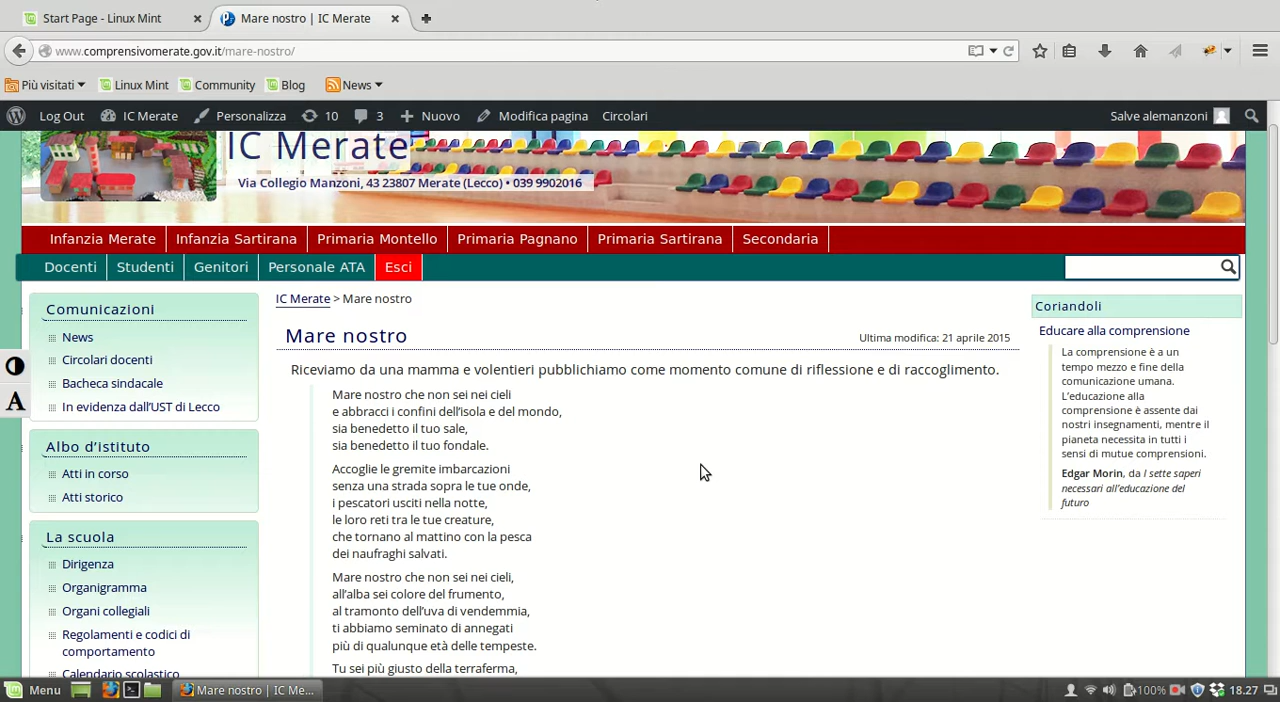 Start Page - Linux Mint
Mare nostro | IC Merate
www.comprensivomerate.gov.it/mare-nostro/
Più visitati
Linux Mint
Community
Blog
News
Log Out
IC Merate
Personalizza
10
3
Nuovo
Modifica pagina
Circolari
Salve alemanzoni
IC Merate
Via Collegio Manzoni, 43 23807 Merate (Lecco) • 039 9902016
Infanzia Merate
Infanzia Sartirana
Primaria Montello
Primaria Pagnano
Primaria Sartirana
Secondaria
Docenti
Studenti
Genitori
Personale ATA
Esci
Comunicazioni
News
Circolari docenti
Bacheca sindacale
In evidenza dall'UST di Lecco
A
Albo d'istituto
Atti in corso
Atti storico
La scuola
Dirigenza
Organigramma
Organi collegiali
Regolamenti e codici di
comportamento
Calendario scolastico
IC Merate > Mare nostro
Mare nostro
Ultima modifica: 21 aprile 2015
Riceviamo da una mamma e volentieri pubblichiamo come momento comune di riflessione e di raccoglimento.
Mare nostro che non sei nei cieli
e abbracci i confini dell'isola e del mondo,
sia benedetto il tuo sale,
sia benedetto il tuo fondale.
Accoglie le gremite imbarcazioni
senza una strada sopra le tue onde,
i pescatori usciti nella notte,
le loro reti tra le tue creature,
che tornano al mattino con la pesca
dei naufraghi salvati.
Mare nostro che non sei nei cieli,
all'alba sei colore del frumento,
al tramonto dell'uva di vendemmia,
ti abbiamo seminato di annegati
più di qualunque età delle tempeste.
Tu sei più giusto della terraferma,
Coriandoli
Educare alla comprensione
La comprensione è a un
tempo mezzo e fine della
comunicazione umana.
L'educazione alla
comprensione è assente dai
nostri insegnamenti, mentre il
pianeta necessita in tutti i
sensi di mutue comprensioni.
Edgar Morin, da I sette saperi
necessari all'educazione del
futuro
Menu
Mare nostro | IC Me...
100%
18.27